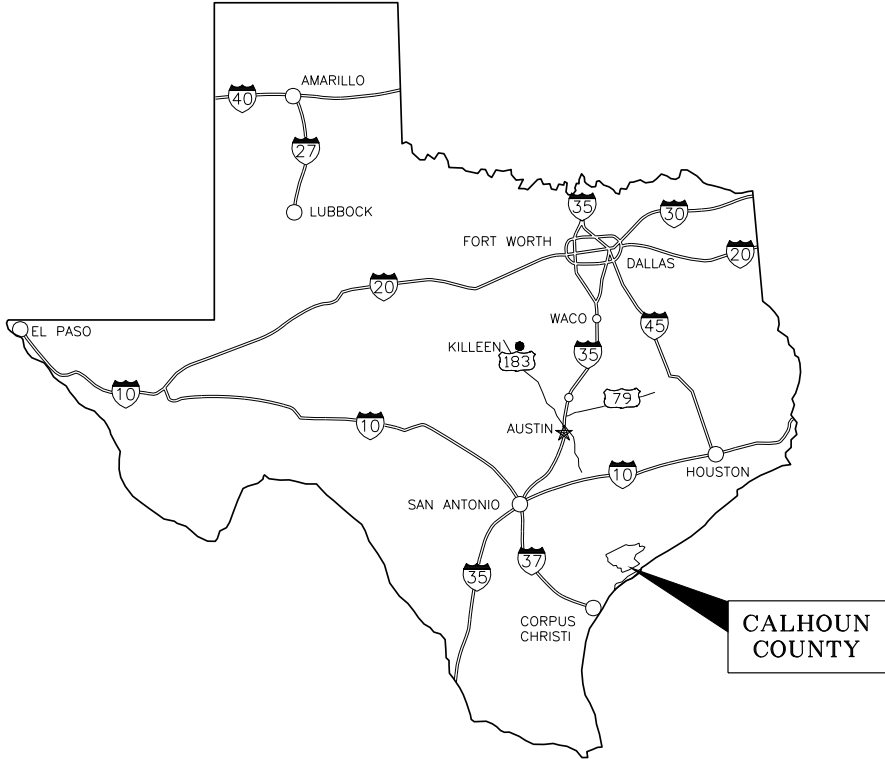 AMARILLO
40
27
LUBBOCK
35
30
FORT WORTH
20
DALLAS
20
EL PASO
WACO
45
KILLEEN
35
183
10
79
10
AUSTIN
HOUSTON
10
SAN ANTONIO
37
35
CORPUS
CHRISTI
CALHOUN
COUNTY